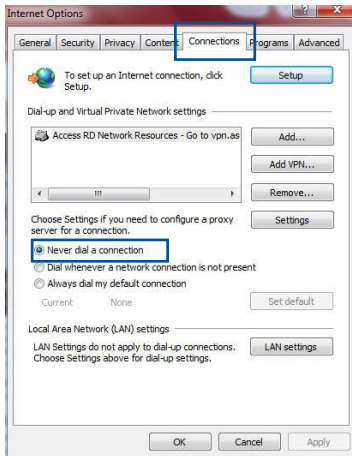 Internet Options
General Security Privacy Content Connections Programs Advanced
To set up an Internet connection, click
Setup.
Setup
Dial-up and Virtual Private Network settings
Access RD Network Resources - Go to vpn.as
Add...
Add VPN...
Remove...
Choose Settings if you need to configure a proxy
server for a connection.
Settings
Never dial a connection
Dial whenever a network connection is not present
Always dial my default connection
Current None
Set default
Local Area Network (LAN) settings
LAN Settings do not apply to dial-up connections.
Choose Settings above for dial-up settings.
LAN settings
OK Cancel Apply